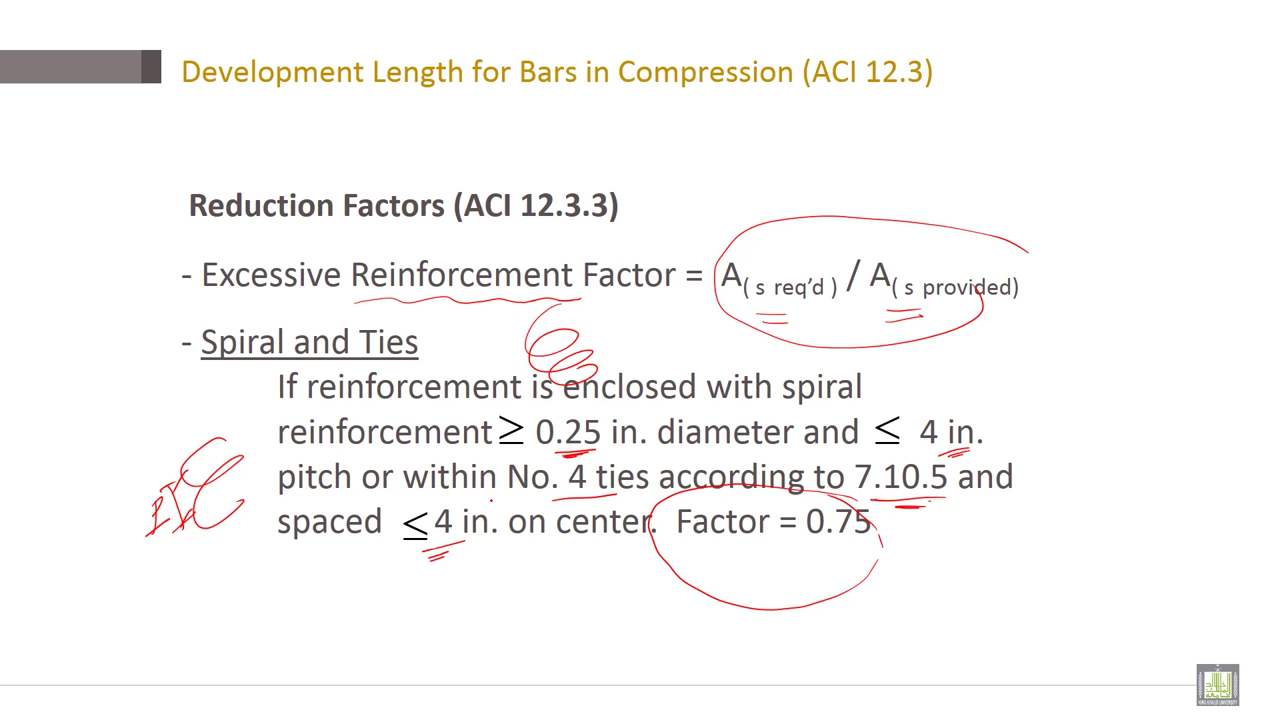 Development Length for Bars in Compression (ACI 12.3)
Reduction Factors (ACI 12.3.3)
- Excessive Reinforcement Factor = A( s req’d ) / A( s provided)
- Spiral and Ties
If reinforcement is enclosed with spiral
reinforcement ≥ 0.25 in. diameter and ≤ 4 in.
pitch or within No. 4 ties according to 7.10.5 and
spaced ≤ 4 in. on center. Factor = 0.75
KING KHALID UNIVERSITY